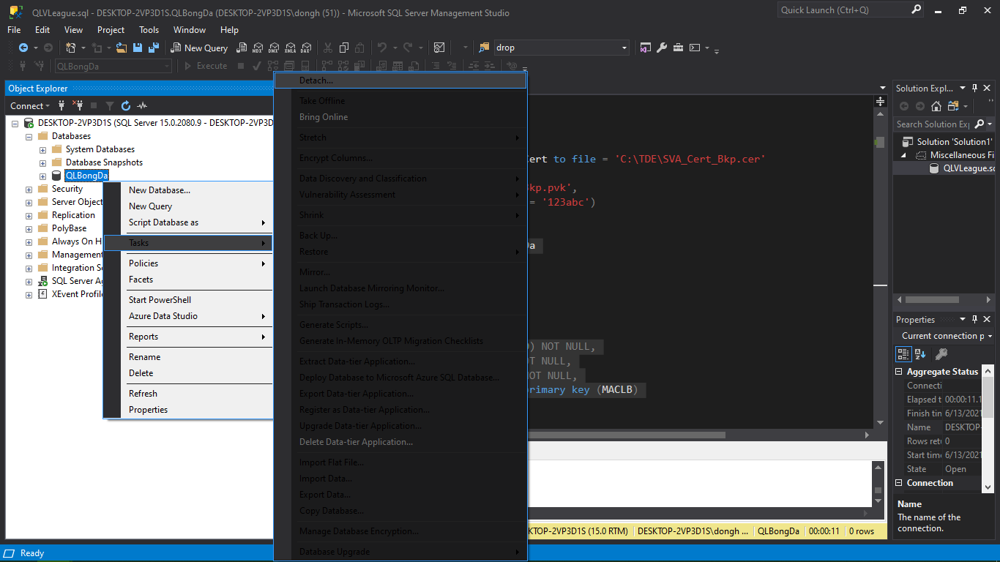 QLVLeague.sql - DESKTOP-2VP3D1S.QLBongDa (DESKTOP-2VP3D1S\dongh (51)) - Microsoft SQL Server Management Studio
Quick Launch (Ctrl+Q)
File Edit View Project Tools Window Help
New Query MDX DMX XMLA DAX drop
QLBongDa Execute
Object Explorer
Connect
DESKTOP-2VP3D1S (SQL Server 15.0.2080.9 - DESKTOP-2VP3D
Databases
System Databases
Database Snapshots
QLBongDa
Security
Server Object
Replication
PolyBase
Always On H
Management
Integration Se
SQL Server Ag
XEvent Profile
New Database...
New Query
Script Database as
Tasks
Policies
Facets
Start PowerShell
Azure Data Studio
Reports
Rename
Delete
Refresh
Properties
Detach...
Take Offline
Bring Online
Stretch
Encrypt Columns...
Data Discovery and Classification
Vulnerability Assessment
Shrink
Back Up...
Restore
Mirror...
Launch Database Mirroring Monitor...
Ship Transaction Logs...
Generate Scripts...
Generate In-Memory OLTP Migration Checklists
Extract Data-tier Application...
Deploy Database to Microsoft Azure SQL Database...
Export Data-tier Application...
Register as Data-tier Application...
Upgrade Data-tier Application...
Delete Data-tier Application...
Import Flat File...
Import Data...
Export Data...
Copy Database...
Manage Database Encryption...
Database Upgrade
ert to file = 'C:\TDE\SVA_Cert_Bkp.cer'
kp.pvk',
= '123abc')
a
) NOT NULL,
T NULL,
OT NULL,
rimary key (MACLB)
KTOP-2VP3D1S (15.0 RTM) DESKTOP-2VP3D1S\dongh ... QLBongDa 00:00:11 0 rows
Solution Expl...
Search Solution Exp
Solution 'Solution1'
Miscellaneous Fi
QLVLeague.sq
Properties
Current connection p
Aggregate Status
Connecti
Elapsed t 00:00:11.1
Finish tin 6/13/2021
Name DESKTOP-
Rows retu 0
Start time 6/13/2021
State Open
Connection
Name
The name of the
connection.
Ready